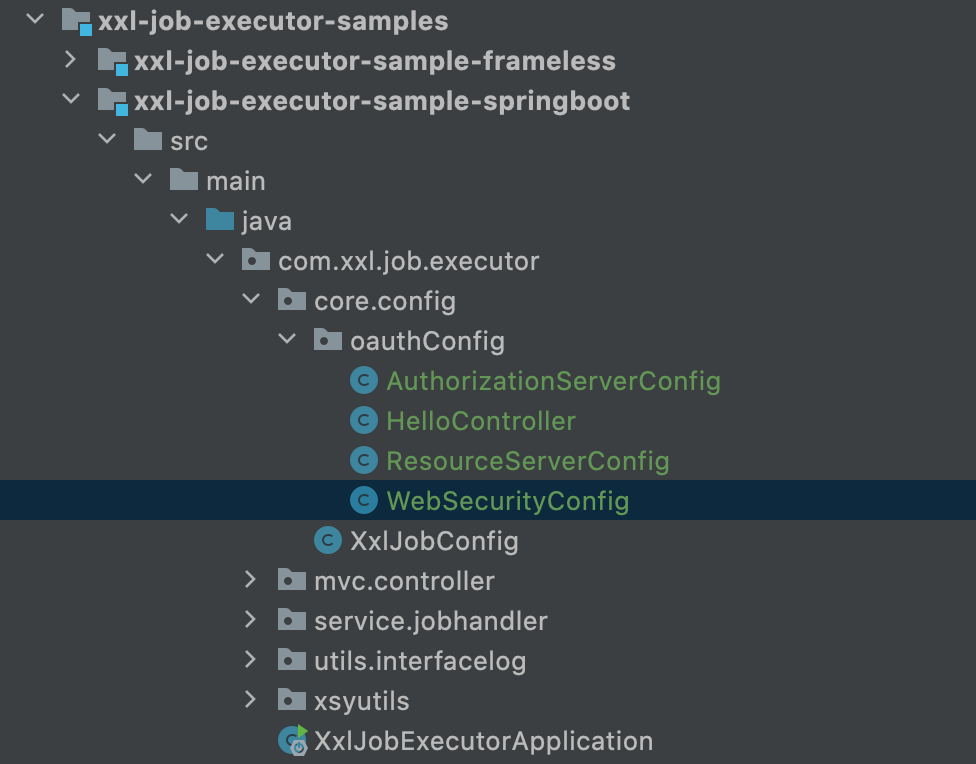 xxl-job-executor-samples
xxl-job-executor-sample-frameless
xxl-job-executor-sample-springboot
src
main
java
com.xxl.job.executor
core.config
oauthConfig
AuthorizationServerConfig
HelloController
ResourceServerConfig
WebSecurityConfig
XxlJobConfig
mvc.controller
service.jobhandler
utils.interfacelog
xsyutils
XxlJobExecutorApplication